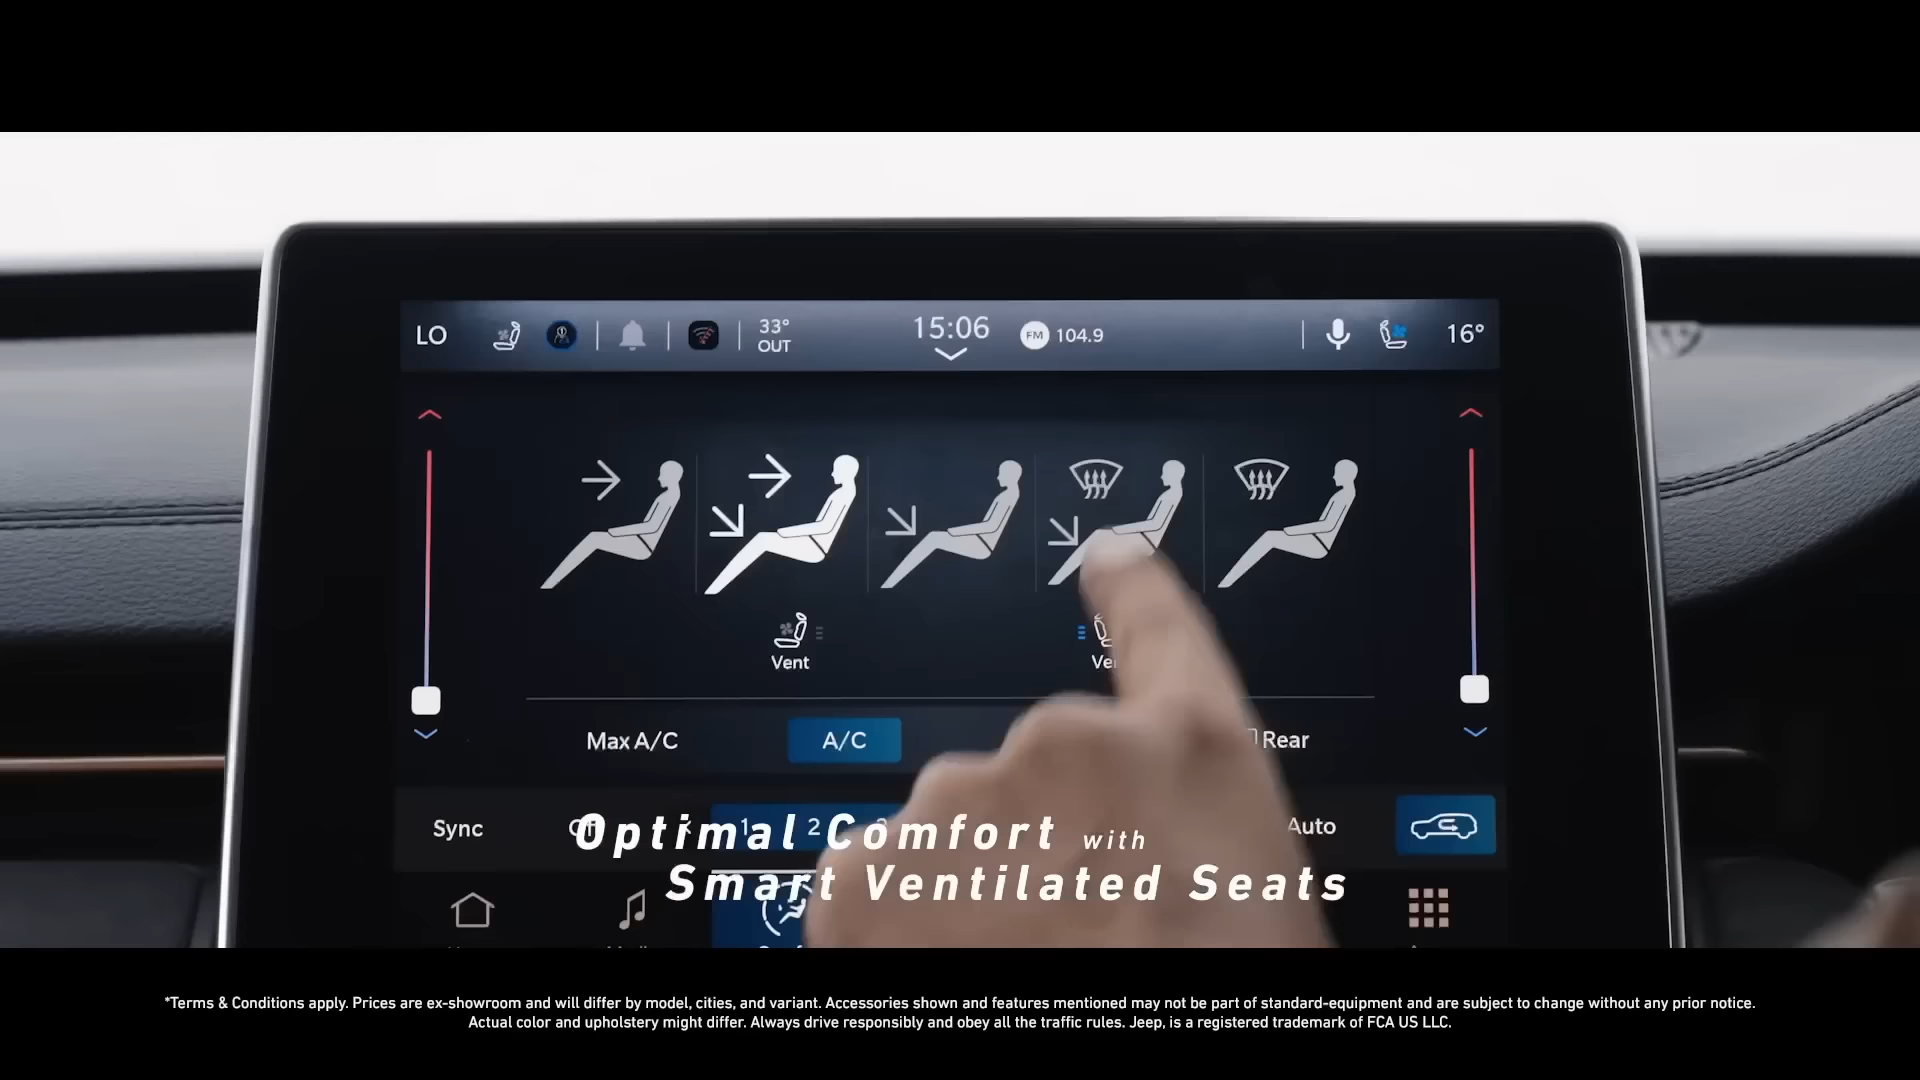 LO
33°
OUT
15:06
FM 104.9
16°
Vent
Max A/C
A/C
Rear
Sync
1
2
Auto
Optimal Comfort with
Smart Ventilated Seats
*Terms & Conditions apply. Prices are ex-showroom and will differ by model, cities, and variant. Accessories shown and features mentioned may not be part of standard-equipment and are subject to change without any prior notice.
Actual color and upholstery might differ. Always drive responsibly and obey all the traffic rules. Jeep, is a registered trademark of FCA US LLC.